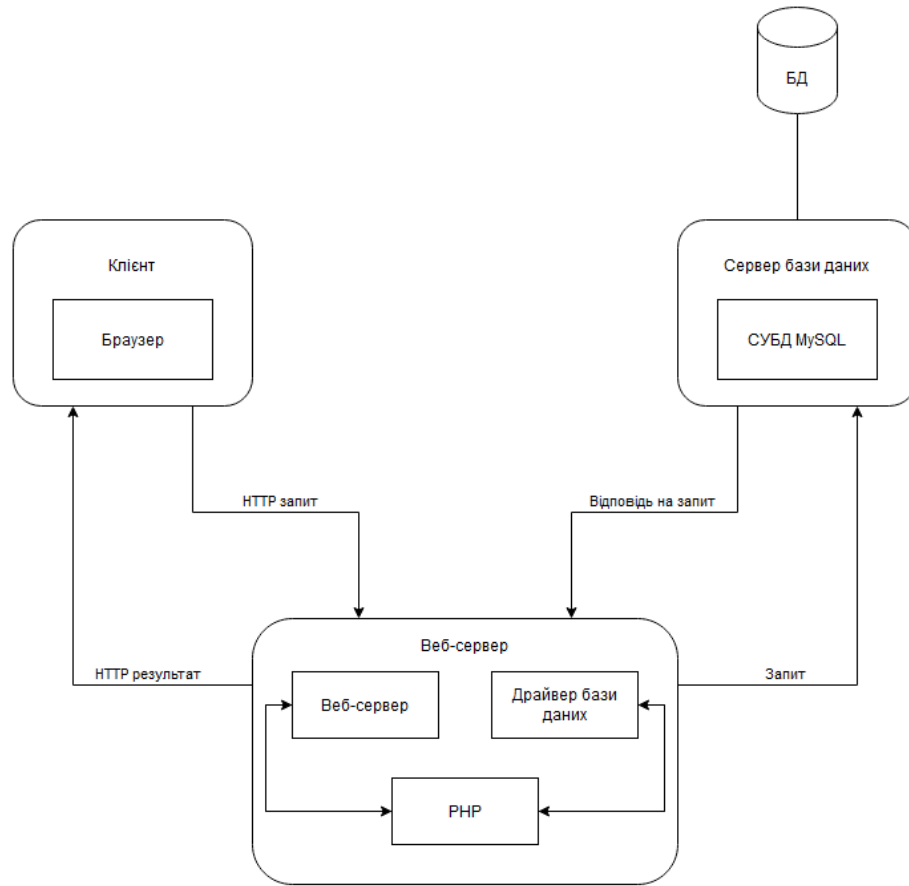 БД
Клієнт
Браузер
Сервер бази даних
СУБД MySQL
HTTP запит
Відповідь на запит
Веб-сервер
HTTP результат
Запит
Веб-сервер
Драйвер бази
даних
PHP